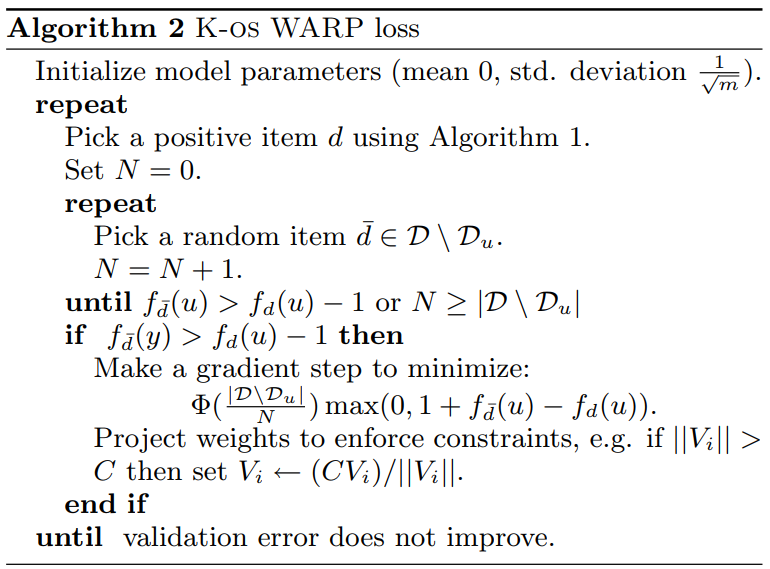 Algorithm 2 K-os WARP loss
Initialize model parameters (mean 0, std. deviation $\frac{1}{\sqrt{m}}$).
repeat
Pick a positive item $d$ using Algorithm 1.
Set $N = 0$.
repeat
Pick a random item $\bar{d} \in \mathcal{D} \setminus \mathcal{D}_u$.
$N = N + 1$.
until $f_{\bar{d}}(u) > f_d(u) - 1$ or $N \geq |\mathcal{D} \setminus \mathcal{D}_u|$
if $f_{\bar{d}}(y) > f_d(u) - 1$ then
Make a gradient step to minimize:
$\Phi(\frac{|\mathcal{D} \setminus \mathcal{D}_u|}{N}) \max(0, 1 + f_{\bar{d}}(u) - f_d(u))$.
Project weights to enforce constraints, e.g. if $||V_i|| >$
$C$ then set $V_i \leftarrow (CV_i)/||V_i||$.
end if
until validation error does not improve.